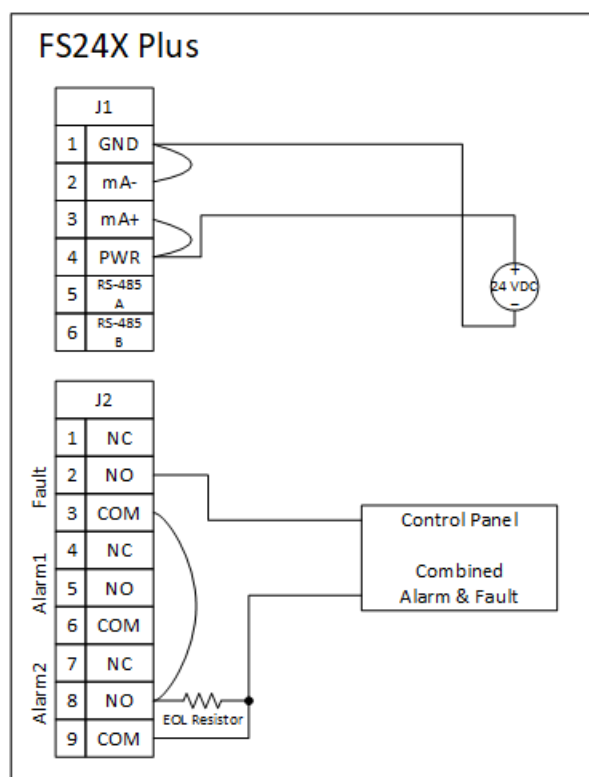 FS24X Plus
J1
1 GND
2 mA-
3 mA+
4 PWR
5 RS-485 A
6 RS-485 B
+
24 VDC
−
J2
Fault
1 NC
2 NO
3 COM
Alarm1
4 NC
5 NO
6 COM
Alarm2
7 NC
8 NO
9 COM
EOL Resistor
Control Panel
Combined
Alarm & Fault